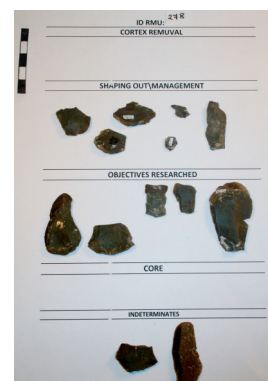 ID RMU: 278
CORTEX REMUVAL
SHAPING OUT\MANAGEMENT
OBJECTIVES RESEARCHED
CORE
INDETERMINATES